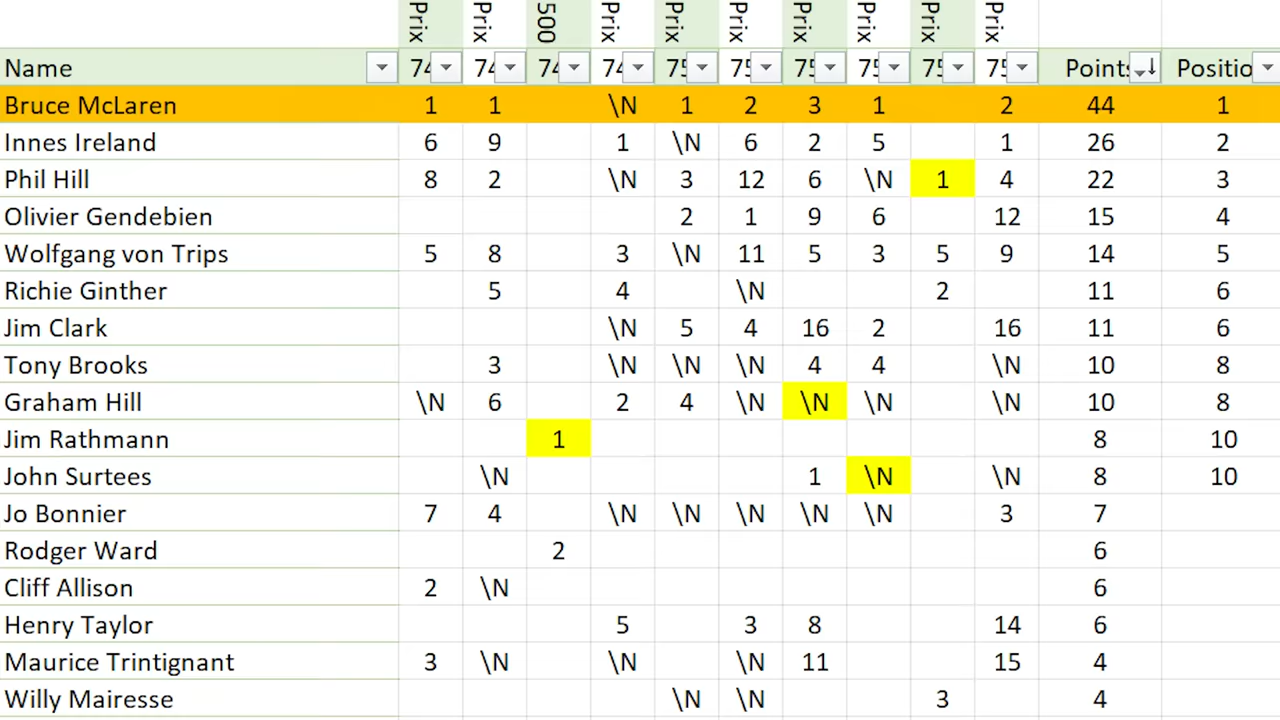 Prix Prix 500 Prix Prix Prix Prix Prix Prix Prix
Name 74 74 74 74 75 75 75 75 75 75 Points Positio
Bruce McLaren 1 1 \N 1 2 3 1 2 44 1
Innes Ireland 6 9 1 \N 6 2 5 1 26 2
Phil Hill 8 2 \N 3 12 6 \N 1 4 22 3
Olivier Gendebien 2 1 9 6 12 15 4
Wolfgang von Trips 5 8 3 \N 11 5 3 5 9 14 5
Richie Ginther 5 4 \N 2 11 6
Jim Clark \N 5 4 16 2 16 11 6
Tony Brooks 3 \N \N \N 4 4 \N 10 8
Graham Hill \N 6 2 4 \N \N \N \N 10 8
Jim Rathmann 1 8 10
John Surtees \N 1 \N \N 8 10
Jo Bonnier 7 4 \N \N \N \N \N 3 7
Rodger Ward 2 6
Cliff Allison 2 \N 6
Henry Taylor 5 3 8 14 6
Maurice Trintignant 3 \N \N \N 11 15 4
Willy Mairesse \N \N 3 4